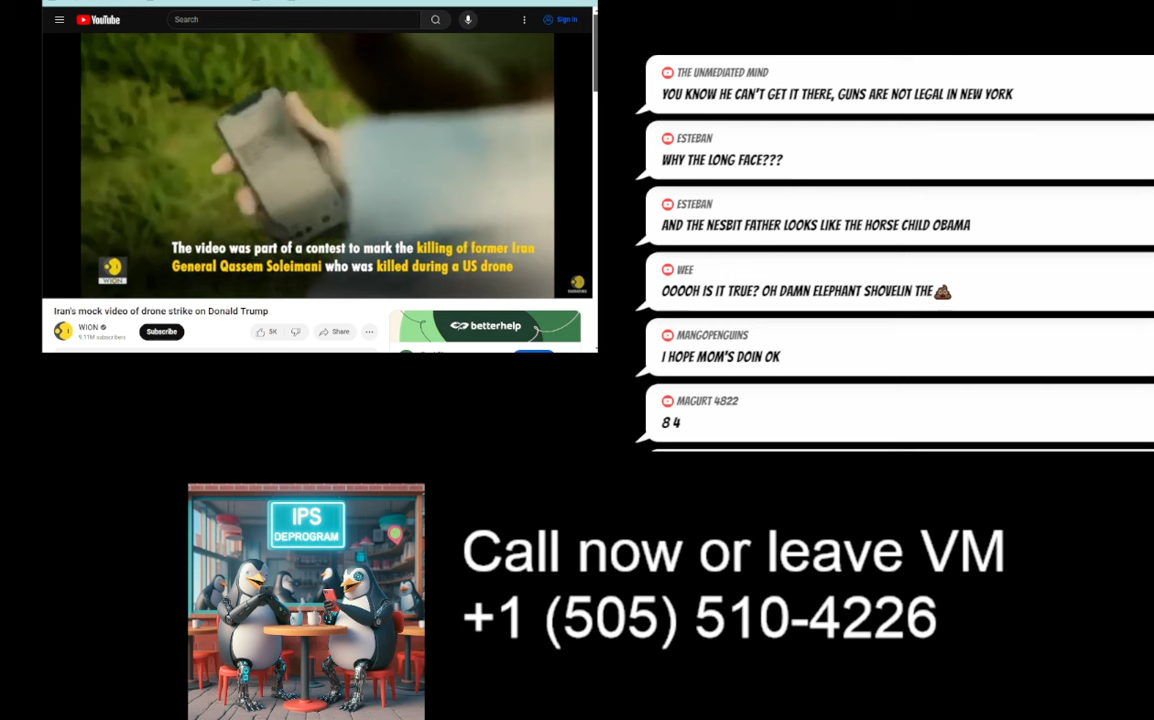 YouTube
Search
Sign in
The video was part of a contest to mark the killing of former Iran
General Qassem Soleimani who was killed during a US drone
WION
Iran's mock video of drone strike on Donald Trump
WION
9.11M subscribers
Subscribe
5K
Share
betterhelp
THE UNMEDIATED MIND
YOU KNOW HE CAN'T GET IT THERE, GUNS ARE NOT LEGAL IN NEW YORK
ESTEBAN
WHY THE LONG FACE???
ESTEBAN
AND THE NESBIT FATHER LOOKS LIKE THE HORSE CHILD OBAMA
WEE
OOOOH IS IT TRUE? OH DAMN ELEPHANT SHOVELIN THE💩
MANGOPENGUINS
I HOPE MOM'S DOIN OK
MAGURT 4822
8 4
IPS
DEPROGRAM
Call now or leave VM
+1 (505) 510-4226